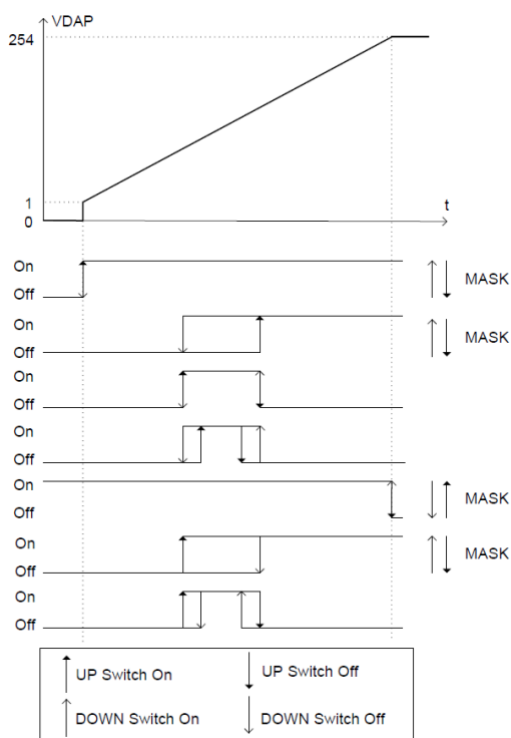 VDAP
254
1
0
t
On
Off
MASK
On
Off
MASK
On
Off
On
Off
On
Off
MASK
On
Off
MASK
On
Off
UP Switch On
UP Switch Off
DOWN Switch On
DOWN Switch Off